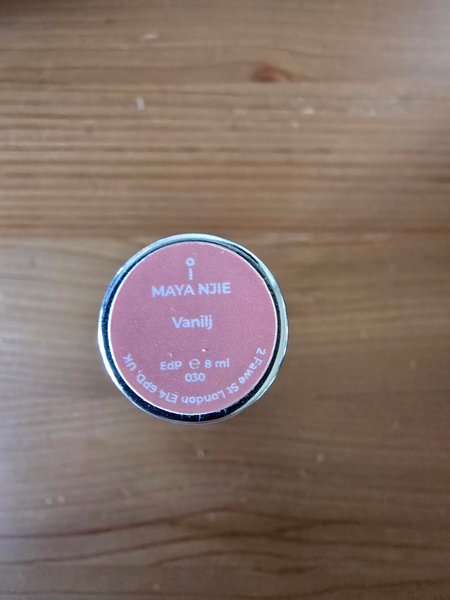 MAYA NJIE
Vanilj
EdP ℮ 8 ml
030
2 Fawe St London E14 6PD, UK